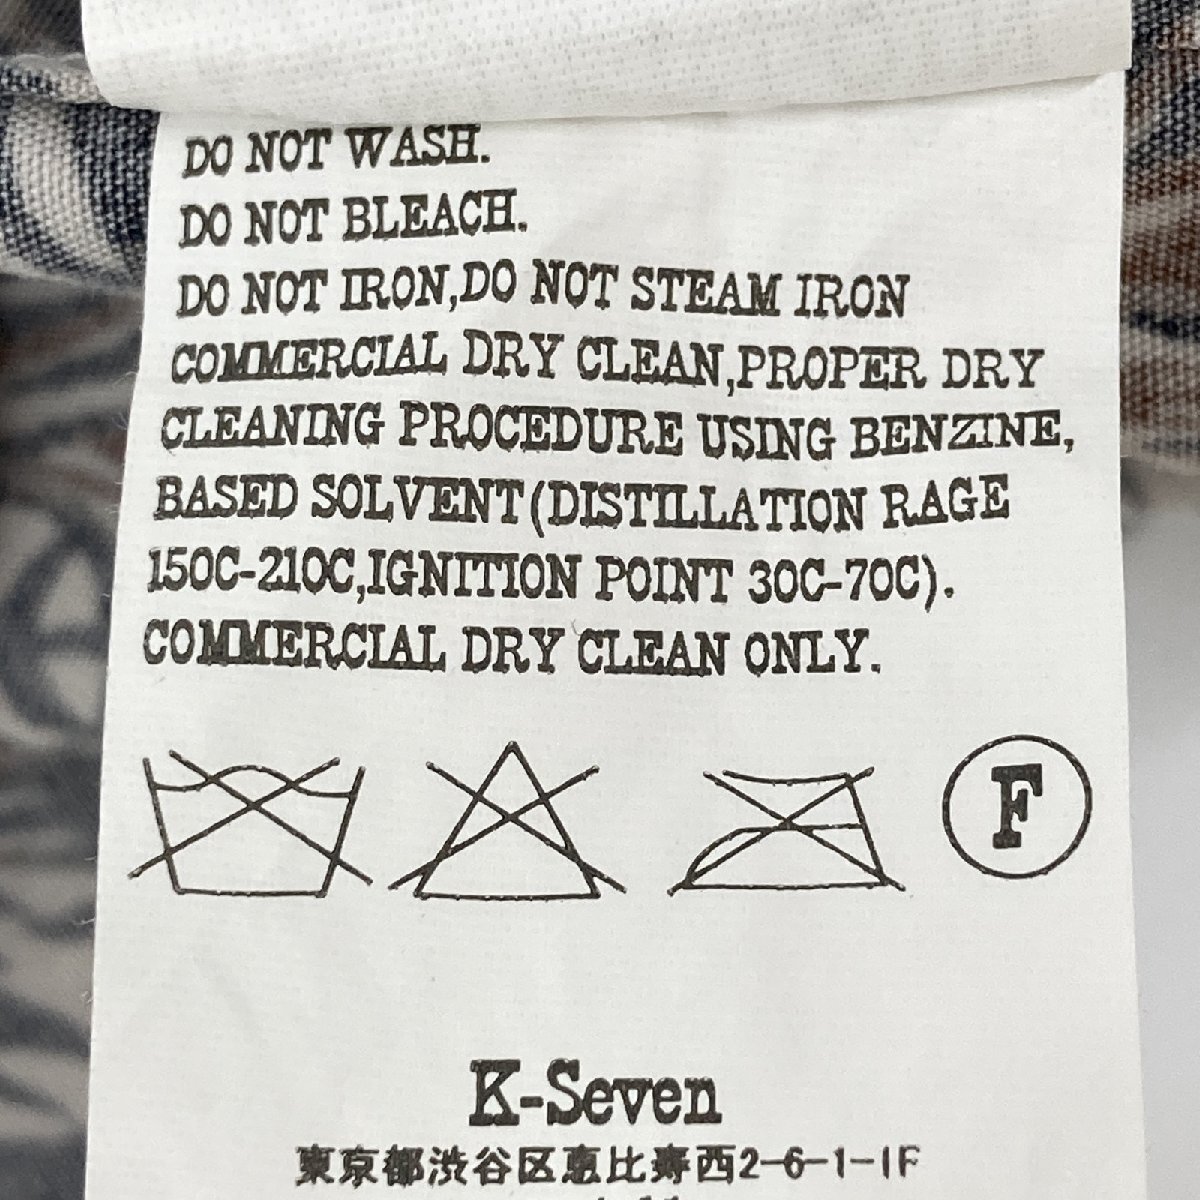 DO NOT WASH.
DO NOT BLEACH.
DO NOT IRON,DO NOT STEAM IRON
COMMERCIAL DRY CLEAN,PROPER DRY
CLEANING PROCEDURE USING BENZINE,
BASED SOLVENT(DISTILLATION RAGE
150C-210C,IGNITION POINT 30C-70C).
COMMERCIAL DRY CLEAN ONLY.
F
K-Seven
東京都渋谷区恵比寿西2-6-1-1F